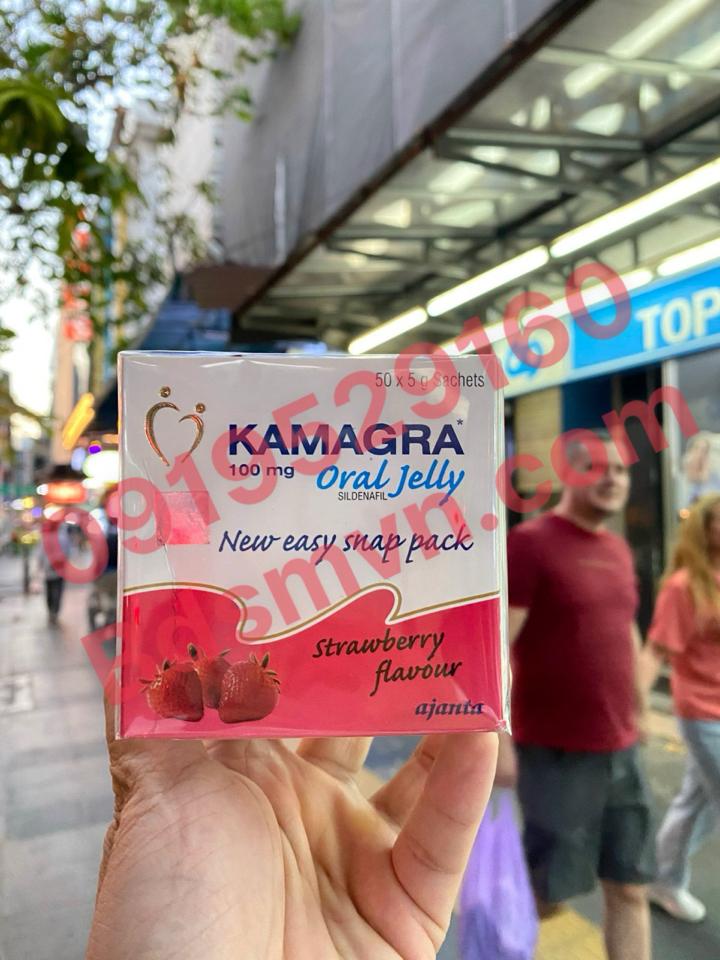 TOP
50 x 5 g Sachets
KAMAGRA*
100 mg Oral Jelly
SILDENAFIL
New easy snap pack
Strawberry
flavour
ajanta
0919529160
Bdsmvn.com